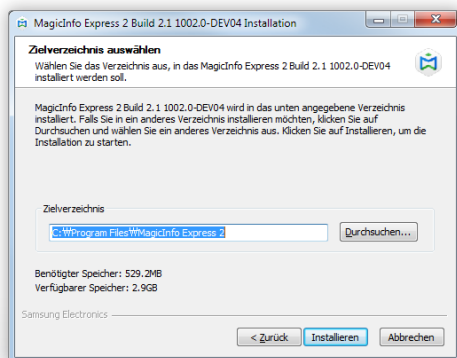 MagicInfo Express 2 Build 2.1 1002.0-DEV04 Installation
Zielverzeichnis auswählen
Wählen Sie das Verzeichnis aus, in das MagicInfo Express 2 Build 2.1 1002.0-DEV04
installiert werden soll.
MagicInfo Express 2 Build 2.1 1002.0-DEV04 wird in das unten angegebene Verzeichnis
installiert. Falls Sie in ein anderes Verzeichnis installieren möchten, klicken Sie auf
Durchsuchen und wählen Sie ein anderes Verzeichnis aus. Klicken Sie auf Installieren, um die
Installation zu starten.
Zielverzeichnis
C:₩Program Files₩MagicInfo Express 2
Durchsuchen...
Benötigter Speicher: 529.2MB
Verfügbarer Speicher: 2.9GB
Samsung Electronics
< Zurück Installieren Abbrechen